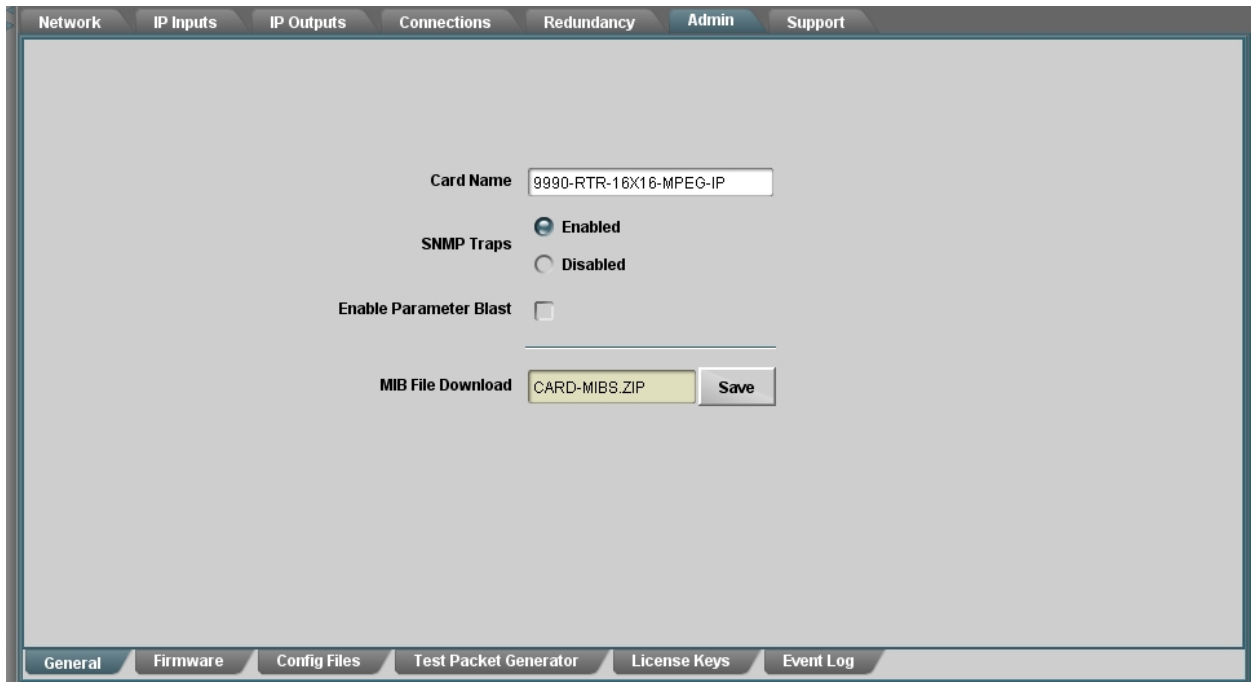 Network IP Inputs IP Outputs Connections Redundancy Admin Support
Card Name 9990-RTR-16X16-MPEG-IP
SNMP Traps
Enabled
Disabled
Enable Parameter Blast
MIB File Download CARD-MIBS.ZIP Save
General Firmware Config Files Test Packet Generator License Keys Event Log